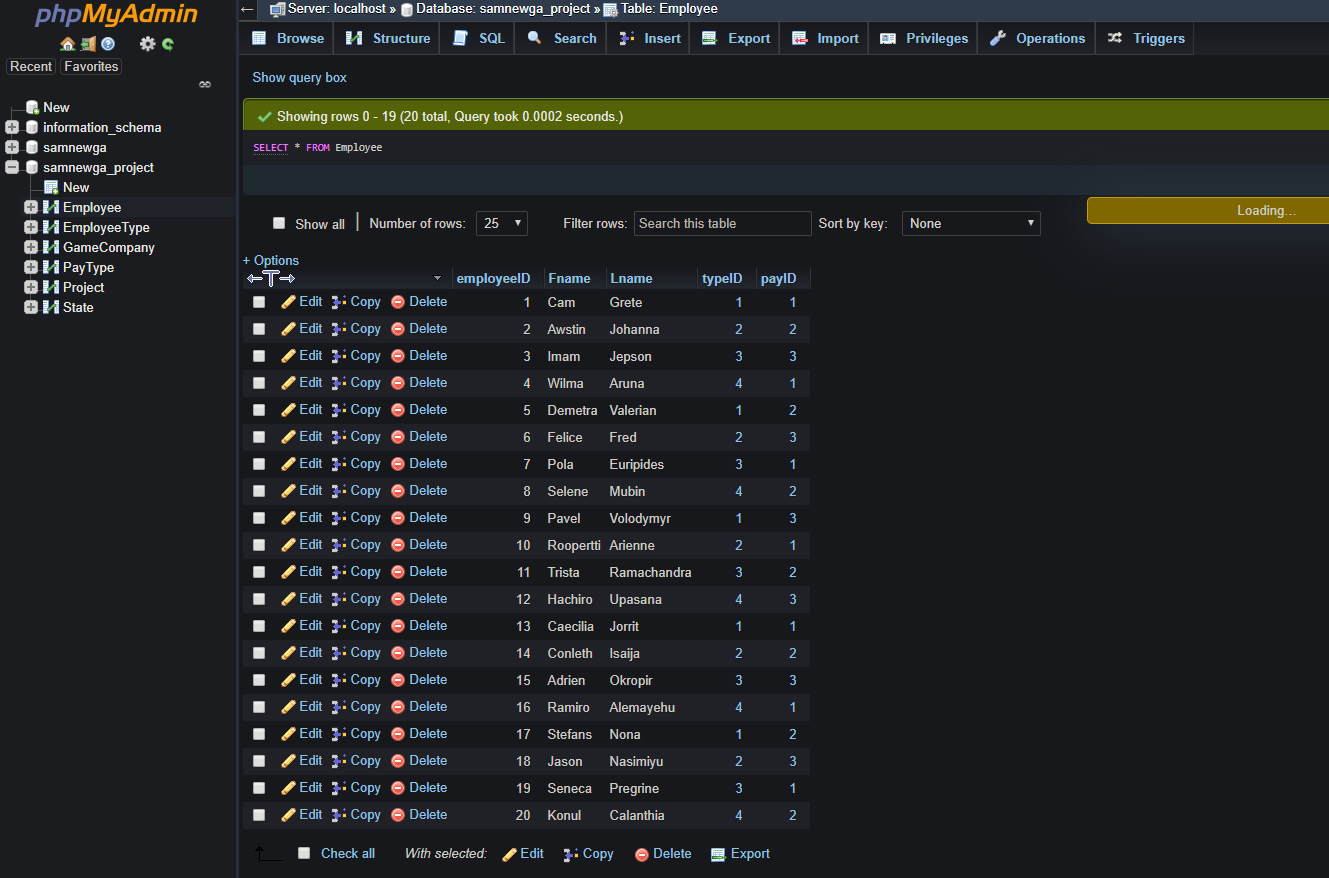 phpMyAdmin
Recent Favorites
New
information_schema
samnewga
samnewga_project
New
Employee
EmployeeType
GameCompany
PayType
Project
State
Server: localhost » Database: samnewga_project » Table: Employee
Browse Structure SQL Search Insert Export Import Privileges Operations Triggers
Show query box
Showing rows 0 - 19 (20 total, Query took 0.0002 seconds.)
SELECT * FROM Employee
Loading...
Show all Number of rows: 25 Filter rows: Search this table Sort by key: None
+ Options
employeeID Fname Lname typeID payID
Edit Copy Delete 1 Cam Grete 1 1
Edit Copy Delete 2 Awstin Johanna 2 2
Edit Copy Delete 3 Imam Jepson 3 3
Edit Copy Delete 4 Wilma Aruna 4 1
Edit Copy Delete 5 Demetra Valerian 1 2
Edit Copy Delete 6 Felice Fred 2 3
Edit Copy Delete 7 Pola Euripides 3 1
Edit Copy Delete 8 Selene Mubin 4 2
Edit Copy Delete 9 Pavel Volodymyr 1 3
Edit Copy Delete 10 Roopertti Arienne 2 1
Edit Copy Delete 11 Trista Ramachandra 3 2
Edit Copy Delete 12 Hachiro Upasana 4 3
Edit Copy Delete 13 Caecilia Jorrit 1 1
Edit Copy Delete 14 Conleth Isaija 2 2
Edit Copy Delete 15 Adrien Okropir 3 3
Edit Copy Delete 16 Ramiro Alemayehu 4 1
Edit Copy Delete 17 Stefans Nona 1 2
Edit Copy Delete 18 Jason Nasimiyu 2 3
Edit Copy Delete 19 Seneca Pregrine 3 1
Edit Copy Delete 20 Konul Calanthia 4 2
Check all With selected: Edit Copy Delete Export